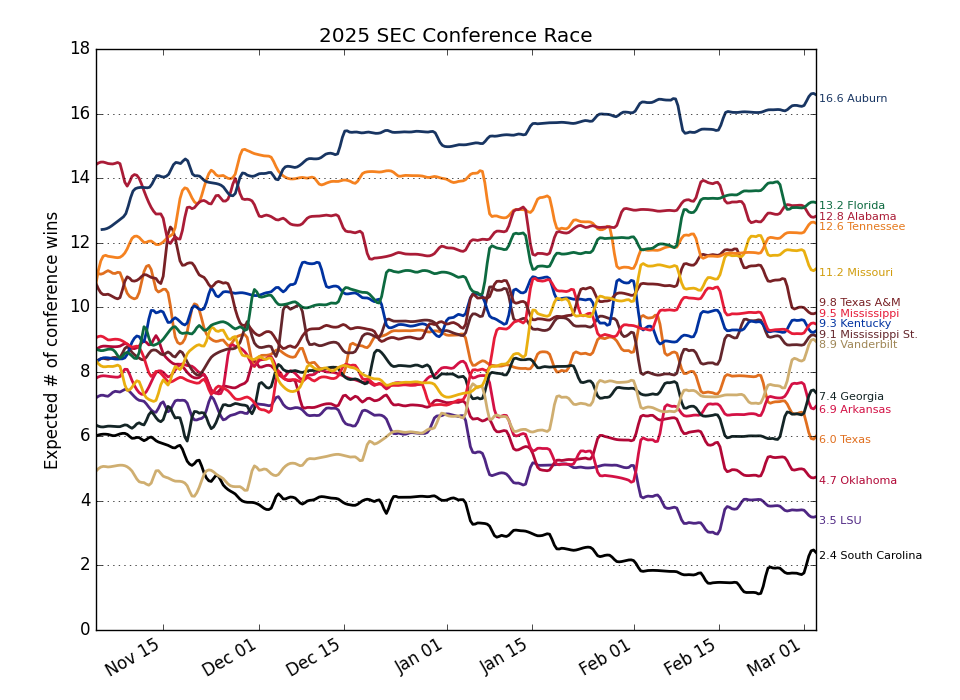 2025 SEC Conference Race
Expected # of conference wins
18
16
14
12
10
8
6
4
2
0
Nov 15
Dec 01
Dec 15
Jan 01
Jan 15
Feb 01
Feb 15
Mar 01
16.6 Auburn
13.2 Florida
12.8 Alabama
12.6 Tennessee
11.2 Missouri
9.8 Texas A&M
9.5 Mississippi
9.3 Kentucky
9.1 Mississippi St.
8.9 Vanderbilt
7.4 Georgia
6.9 Arkansas
6.0 Texas
4.7 Oklahoma
3.5 LSU
2.4 South Carolina